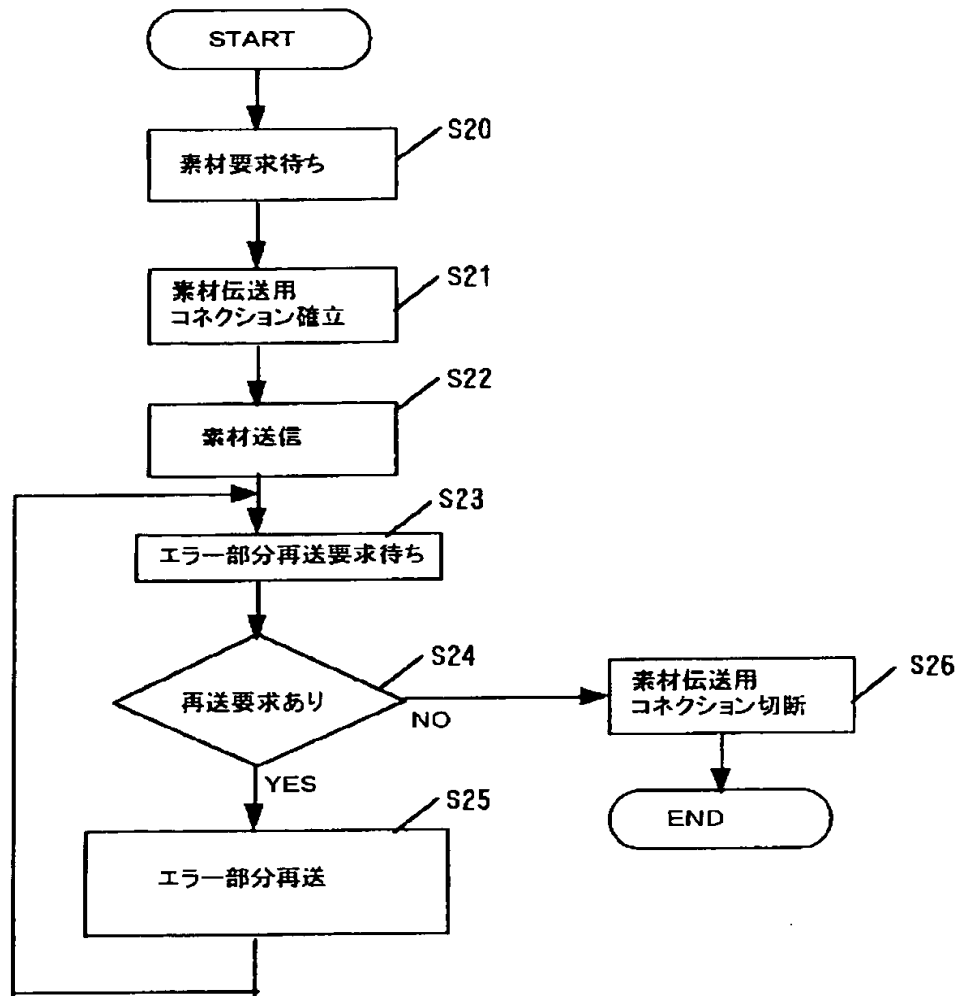 START
S20
素材要求待ち
S21
素材伝送用
コネクション確立
S22
素材送信
S23
エラー部分再送要求待ち
S24
再送要求あり
NO
YES
S26
素材伝送用
コネクション切断
S25
エラー部分再送
END